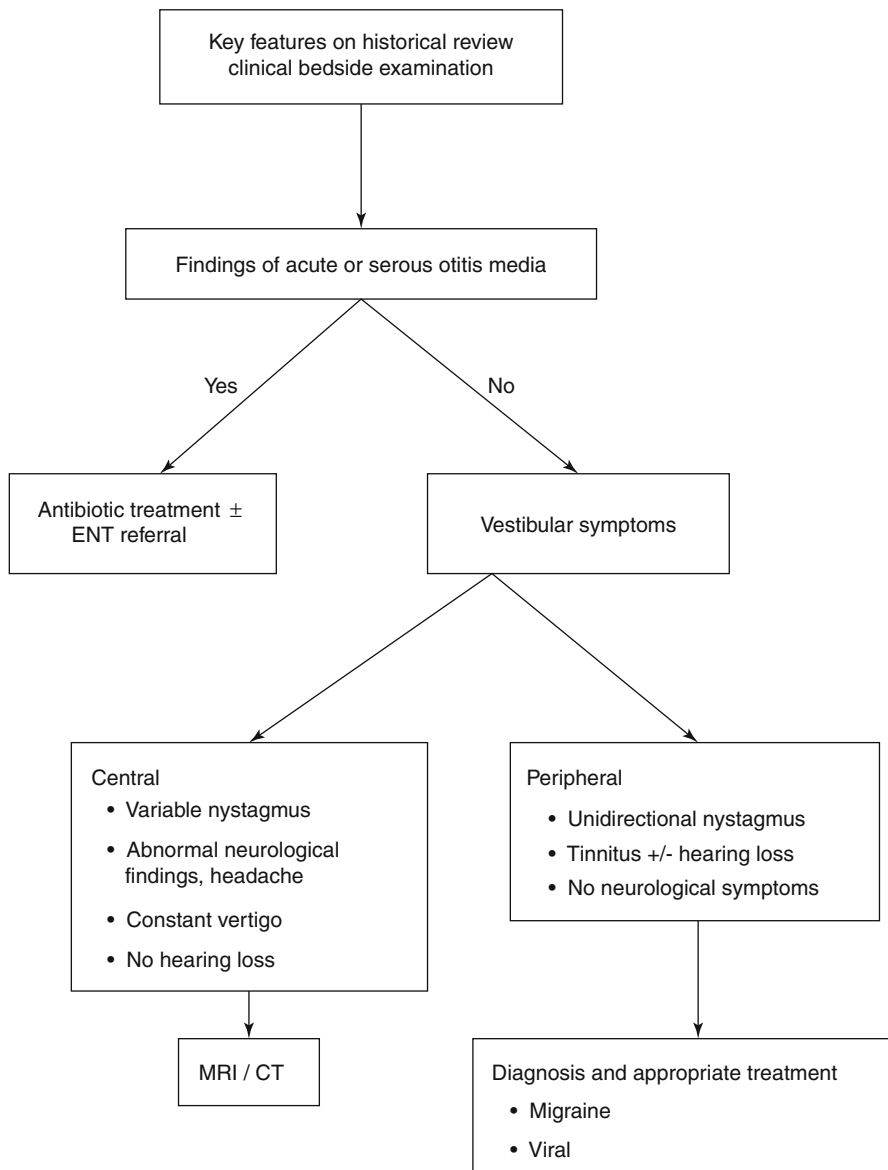 Key features on historical review
clinical bedside examination
Findings of acute or serous otitis media
Yes
No
Antibiotic treatment ±
ENT referral
Vestibular symptoms
Central
• Variable nystagmus
• Abnormal neurological
findings, headache
• Constant vertigo
• No hearing loss
Peripheral
• Unidirectional nystagmus
• Tinnitus +/- hearing loss
• No neurological symptoms
MRI / CT
Diagnosis and appropriate treatment
• Migraine
• Viral